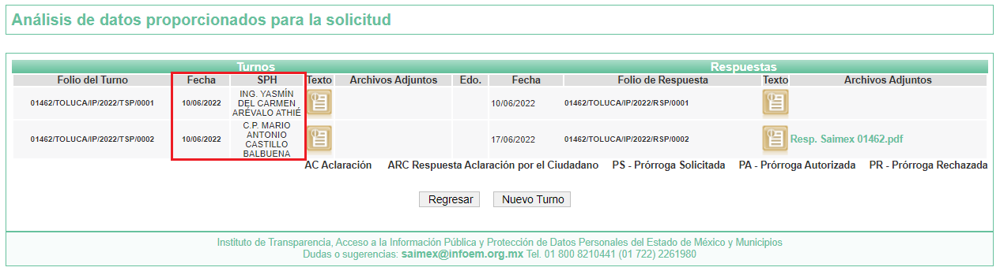 Análisis de datos proporcionados para la solicitud
Turnos Respuestas
Folio del Turno Fecha SPH Texto Archivos Adjuntos Edo. Fecha Folio de Respuesta Texto Archivos Adjuntos
01462/TOLUCA/IP/2022/TSP/0001 10/06/2022 ING. YASMÍN
DEL CARMEN
ARÉVALO ATHIÉ 10/06/2022 01462/TOLUCA/IP/2022/RSP/0001
01462/TOLUCA/IP/2022/TSP/0002 10/06/2022 C.P. MARIO
ANTONIO
CASTILLO
BALBUENA 17/06/2022 01462/TOLUCA/IP/2022/RSP/0002 Resp. Saimex 01462.pdf
AC Aclaración ARC Respuesta Aclaración por el Ciudadano PS - Prórroga Solicitada PA - Prórroga Autorizada PR - Prórroga Rechazada
Regresar Nuevo Turno
Instituto de Transparencia, Acceso a la Información Pública y Protección de Datos Personales del Estado de México y Municipios
Dudas o sugerencias: saimex@infoem.org.mx Tel. 01 800 8210441 (01 722) 2261980